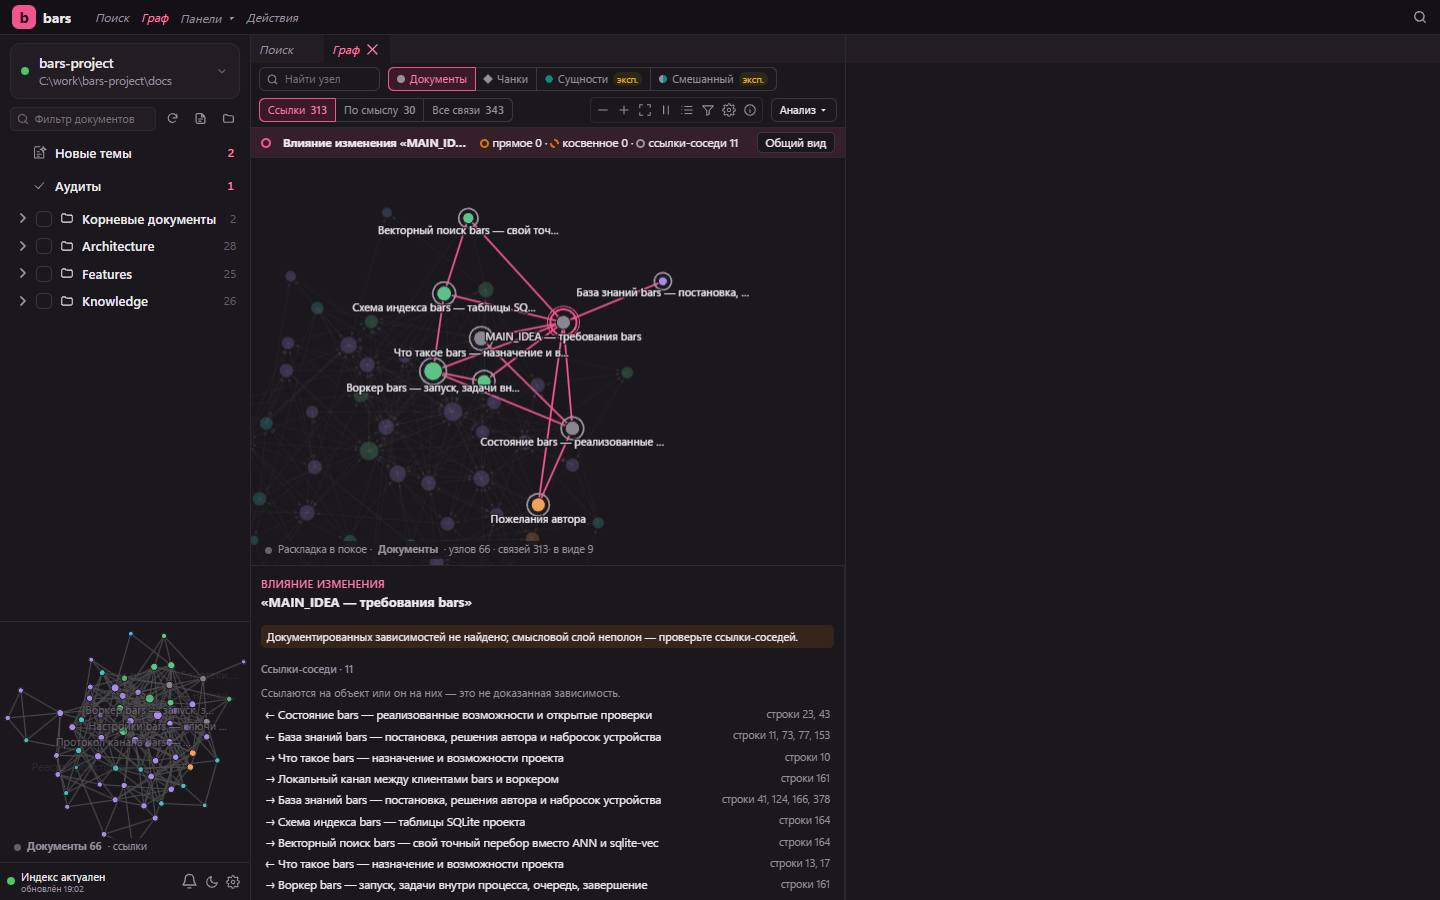 b bars Поиск Граф Панели Действия
bars-project
C:\work\bars-project\docs
Фильтр документов
Новые темы 2
Аудиты 1
Корневые документы 2
Architecture 28
Features 25
Knowledge 26
Воркер bars — запуск, з...
Настройки bars — ключи ...
Протокол канала bars — ...
Документы 66 · ссылки
Индекс актуален
обновлён 19:02
Поиск Граф
Найти узел Документы Чанки Сущности эксп. Смешанный эксп.
Ссылки 313 По смыслу 30 Все связи 343 Анализ
Влияние изменения «MAIN_ID... прямое 0 · косвенное 0 · ссылки-соседи 11 Общий вид
Векторный поиск bars — свой точ...
База знаний bars — постановка, ...
Схема индекса bars — таблицы SQ...
MAIN_IDEA — требования bars
Что такое bars — назначение и в...
Воркер bars — запуск, задачи вн...
Состояние bars — реализованные ...
Пожелания автора
Раскладка в покое · Документы · узлов 66 · связей 313 · в виде 9
ВЛИЯНИЕ ИЗМЕНЕНИЯ
«MAIN_IDEA — требования bars»
Документированных зависимостей не найдено; смысловой слой неполон — проверьте ссылки-соседей.
Ссылки-соседи · 11
Ссылаются на объект или он на них — это не доказанная зависимость.
← Состояние bars — реализованные возможности и открытые проверки строки 23, 43
← База знаний bars — постановка, решения автора и набросок устройства строки 11, 73, 77, 153
→ Что такое bars — назначение и возможности проекта строки 10
→ Локальный канал между клиентами bars и воркером строки 161
→ База знаний bars — постановка, решения автора и набросок устройства строки 41, 124, 166, 378
→ Схема индекса bars — таблицы SQLite проекта строки 164
→ Векторный поиск bars — свой точный перебор вместо ANN и sqlite-vec строки 164
← Что такое bars — назначение и возможности проекта строки 13, 17
→ Воркер bars — запуск, задачи внутри процесса, очередь, завершение строки 161